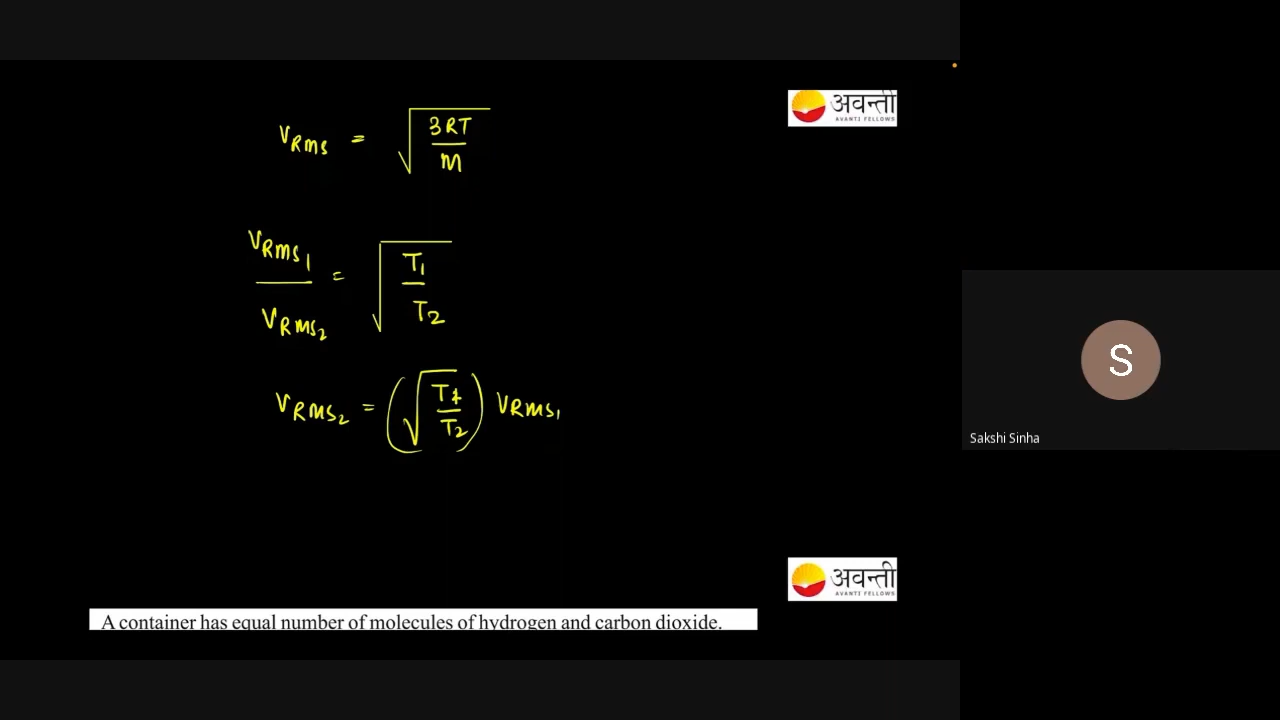 अवन्ती
AVANTI FELLOWS
VRms = √(3RT/M)
VRms1/VRms2 = √(T1/T2)
VRms2 = (√(T1/T2)) VRms1
Sakshi Sinha
S
अवन्ती
AVANTI FELLOWS
A container has equal number of molecules of hydrogen and carbon dioxide.